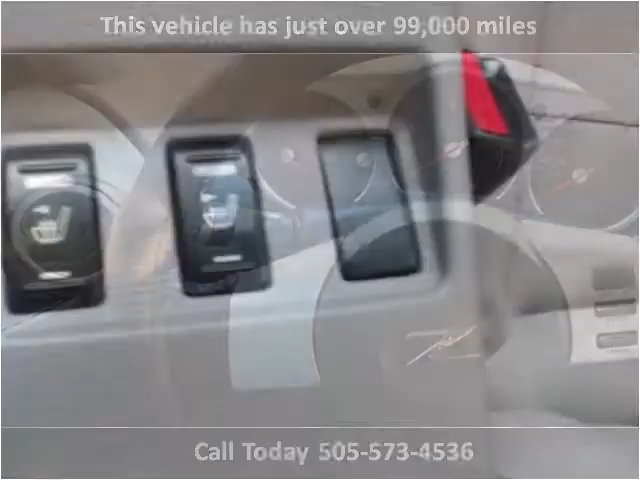 This vehicle has just over 99,000 miles
Call Today 505-573-4536